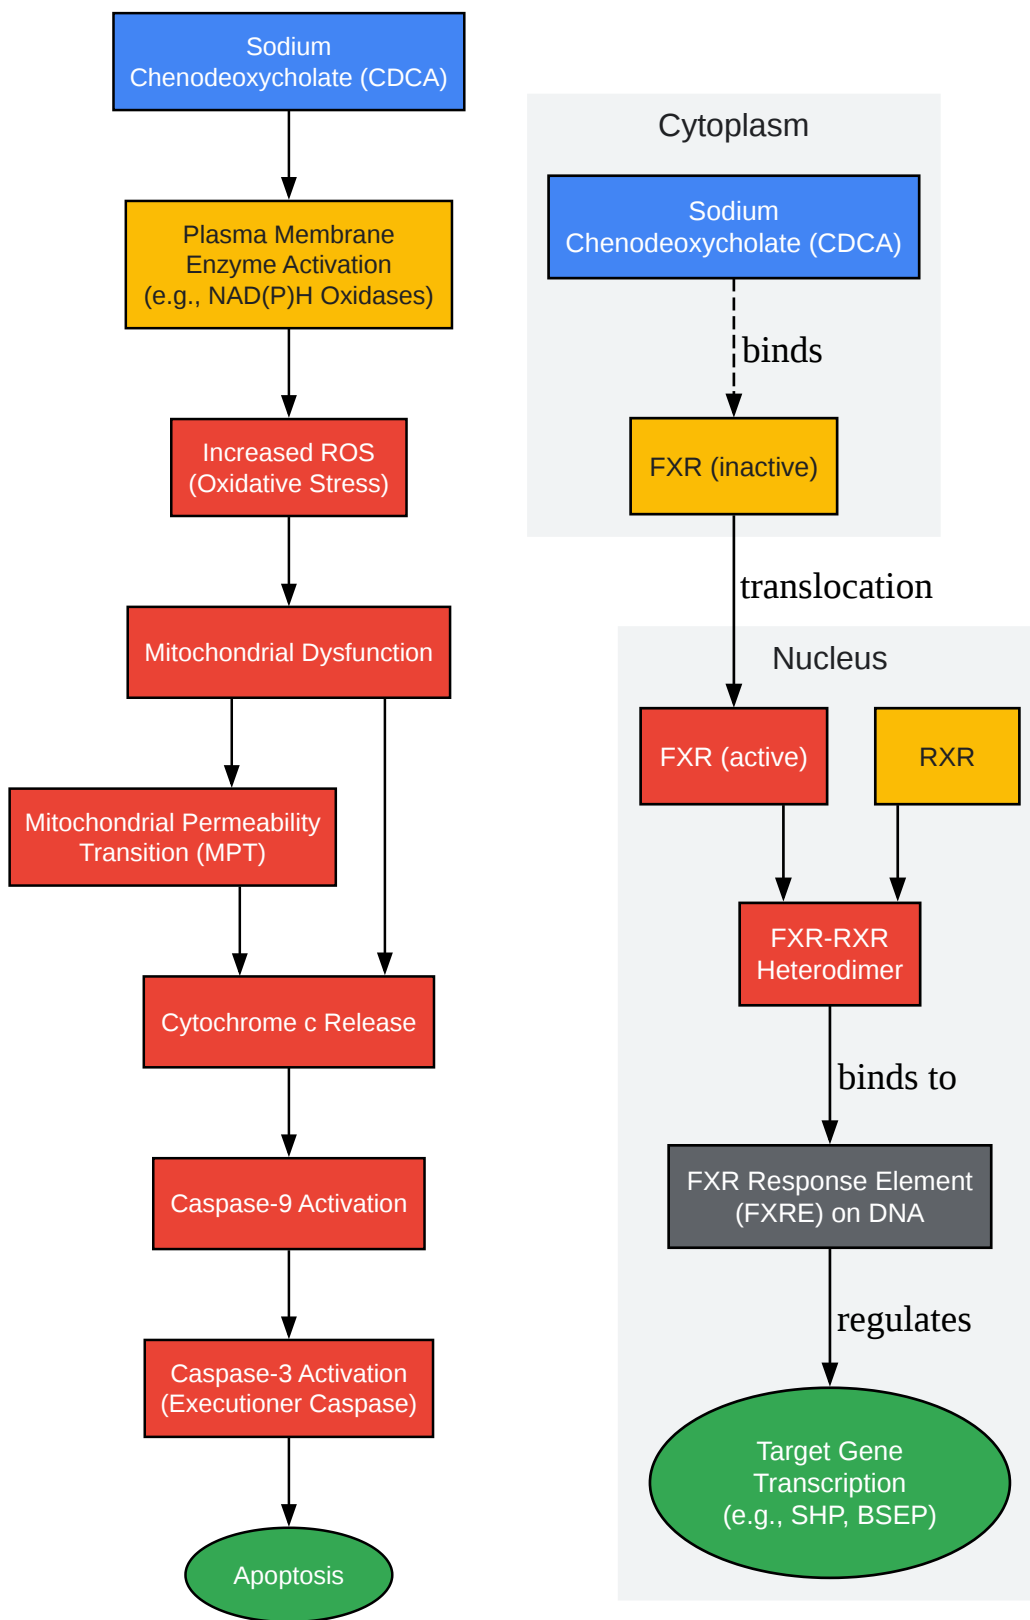 Sodium
Chenodeoxycholate (CDCA)
Plasma Membrane
Enzyme Activation
(e.g., NAD(P)H Oxidases)
Increased ROS
(Oxidative Stress)
Mitochondrial Dysfunction
Mitochondrial Permeability
Transition (MPT)
Cytochrome c Release
Caspase-9 Activation
Caspase-3 Activation
(Executioner Caspase)
Apoptosis
Cytoplasm
Sodium
Chenodeoxycholate (CDCA)
binds
FXR (inactive)
translocation
Nucleus
FXR (active)
RXR
FXR-RXR
Heterodimer
binds to
FXR Response Element
(FXRE) on DNA
regulates
Target Gene
Transcription
(e.g., SHP, BSEP)